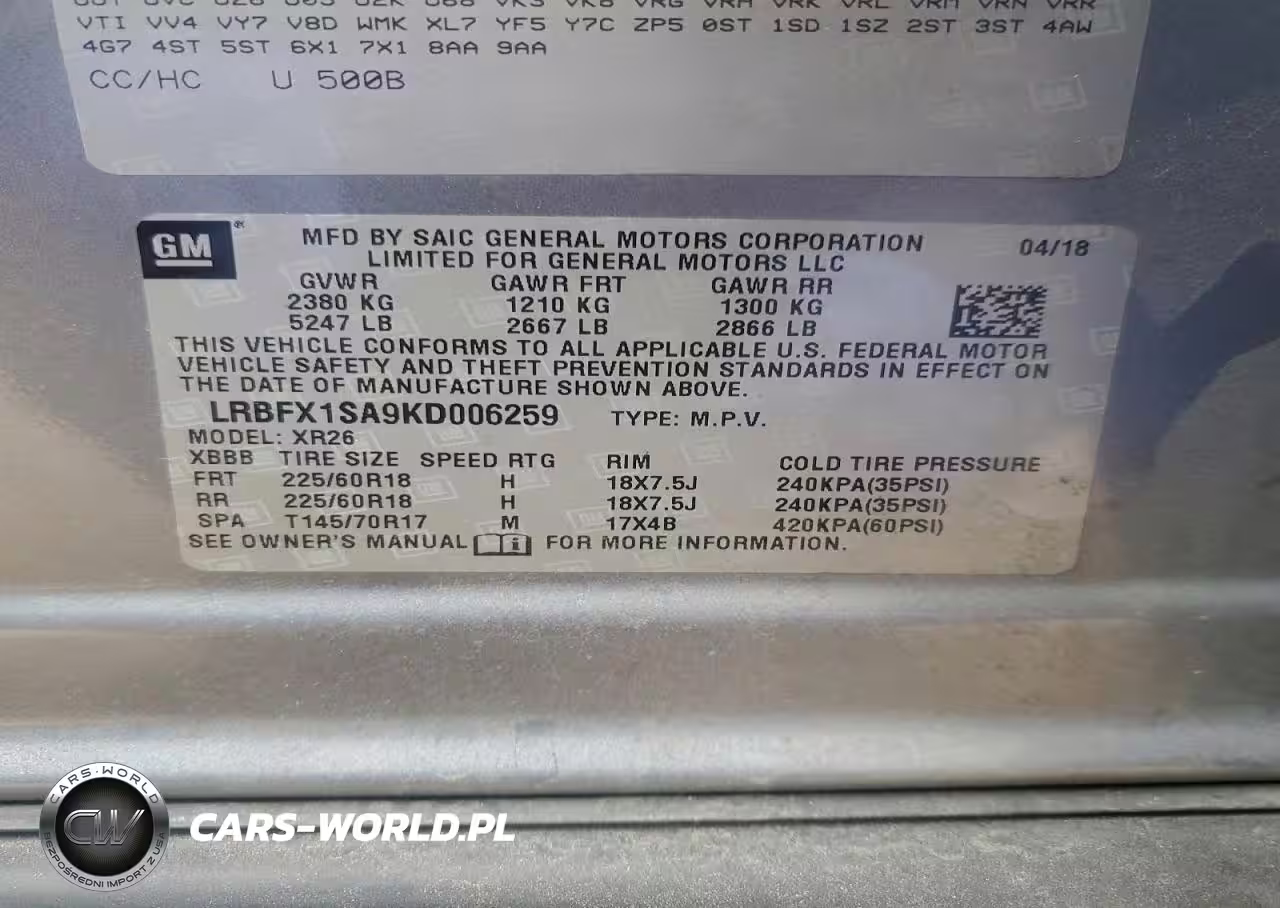 VTI VV4 VY7 V8D WMK XL7 YF5 Y7C ZP5 0ST 1SD 1SZ 2ST 3ST 4AW
4G7 4ST 5ST 6X1 7X1 8AA 9AA
CC/HC U 500B
GM®
MFD BY SAIC GENERAL MOTORS CORPORATION 04/18
LIMITED FOR GENERAL MOTORS LLC
GVWR GAWR FRT GAWR RR
2380 KG 1210 KG 1300 KG
5247 LB 2667 LB 2866 LB
THIS VEHICLE CONFORMS TO ALL APPLICABLE U.S. FEDERAL MOTOR
VEHICLE SAFETY AND THEFT PREVENTION STANDARDS IN EFFECT ON
THE DATE OF MANUFACTURE SHOWN ABOVE.
LRBFX1SA9KD006259 TYPE: M.P.V.
MODEL: XR26
XBBB TIRE SIZE SPEED RTG RIM COLD TIRE PRESSURE
FRT 225/60R18 H 18X7.5J 240KPA(35PSI)
RR 225/60R18 H 18X7.5J 240KPA(35PSI)
SPA T145/70R17 M 17X4B 420KPA(60PSI)
SEE OWNER'S MANUAL i FOR MORE INFORMATION.
CARS-WORLD
CW
BEZPOŚREDNI IMPORT Z USA
CARS-WORLD.PL